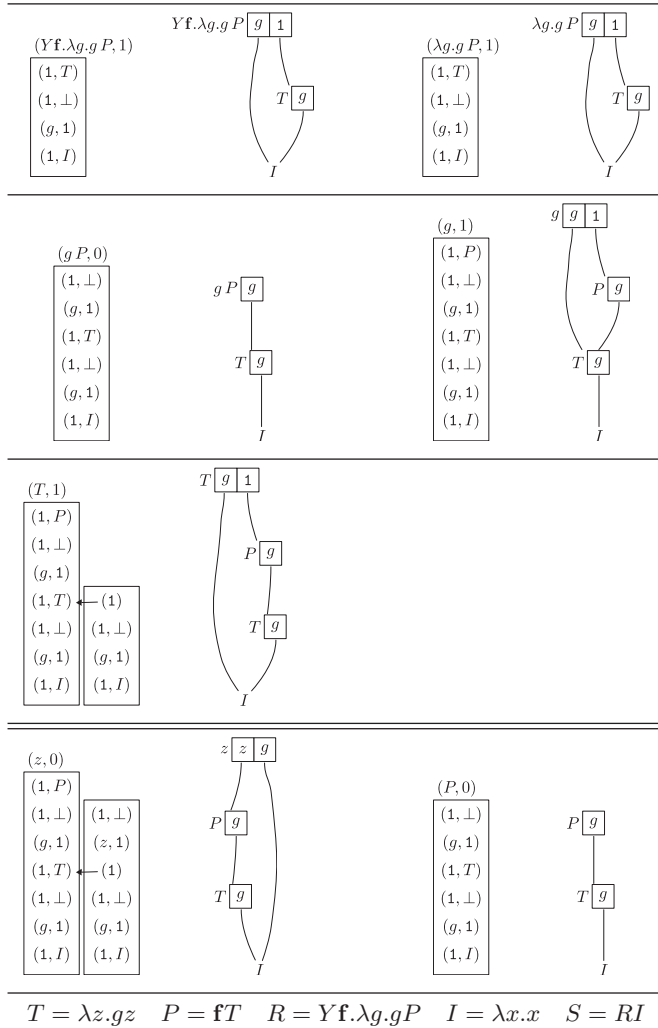 Yf.λg.g P g 1 λg.g P g 1
(Yf.λg.g P, 1) (λg.g P, 1)
(1, T) (1, T)
(1, ⊥) T g (1, ⊥) T g
(g, 1) (g, 1)
(1, I) I (1, I) I
g g 1
(g P, 0) (g, 1)
(1, ⊥) (1, P)
(g, 1) g P g (1, ⊥) P g
(1, T) (g, 1)
(1, ⊥) T g (1, T) T g
(g, 1) (1, ⊥)
(1, I) (g, 1)
I (1, I) I
T g 1
(T, 1)
(1, P)
(1, ⊥) P g
(g, 1)
(1, T) (1)
(1, ⊥) (1, ⊥) T g
(g, 1) (g, 1)
(1, I) (1, I) I
z z g
(z, 0) (P, 0)
(1, P)
(1, ⊥) (1, ⊥) P g (1, ⊥) P g
(g, 1) (z, 1) (g, 1)
(1, T) (1) (1, T)
(1, ⊥) (1, ⊥) T g (1, ⊥) T g
(g, 1) (g, 1) (g, 1)
(1, I) (1, I) I (1, I) I
T = λz.gz P = fT R = Yf.λg.gP I = λx.x S = RI